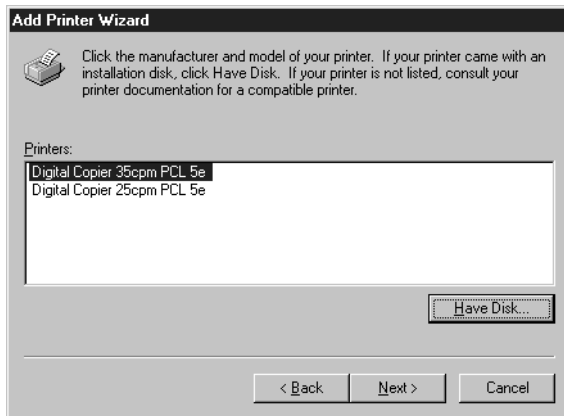 Add Printer Wizard
Click the manufacturer and model of your printer. If your printer came with an
installation disk, click Have Disk. If your printer is not listed, consult your
printer documentation for a compatible printer.
Printers:
Digital Copier 35cpm PCL 5e
Digital Copier 25cpm PCL 5e
Have Disk...
< Back Next > Cancel